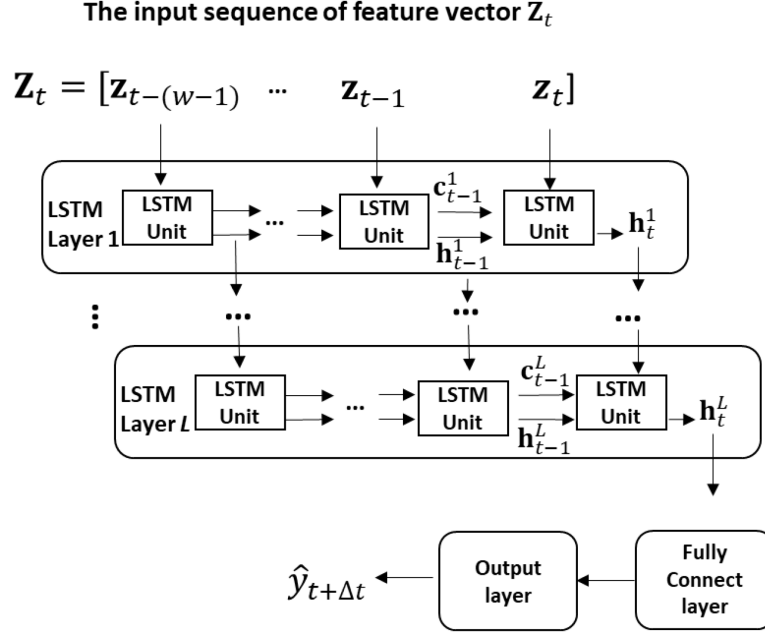 The input sequence of feature vector Z_t
Z_t = [z_{t-(w-1)} ... z_{t-1} z_t]
LSTM
Layer 1
LSTM
Unit
...
LSTM
Unit
c^1_{t-1}
h^1_{t-1}
LSTM
Unit
h^1_t
⋮ ... ... ...
LSTM
Layer L
LSTM
Unit
...
LSTM
Unit
c^L_{t-1}
h^L_{t-1}
LSTM
Unit
h^L_t
Fully
Connect
layer
Output
layer
ŷ_{t+Δt}